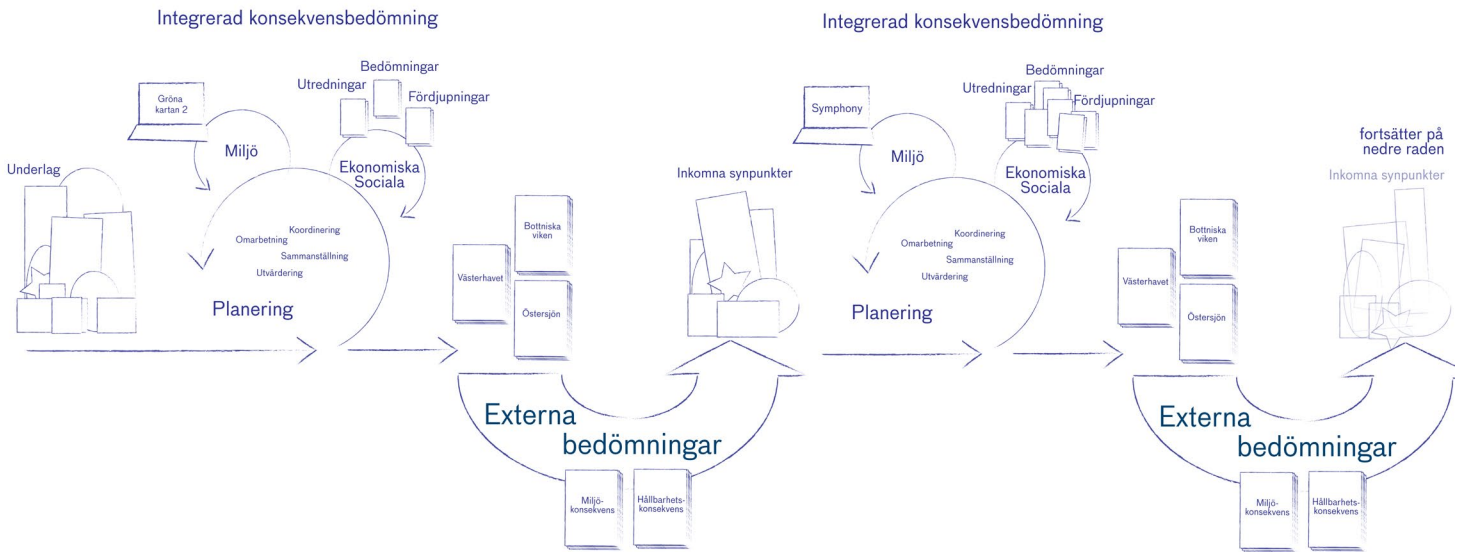 Integrerad konsekvensbedömning
Bedömningar
Utredningar
Fördjupningar
Gröna
kartan 2
Miljö
Ekonomiska
Sociala
Underlag
Koordinering
Omarbetning
Sammanställning
Utvärdering
Planering
Bottniska
viken
Västerhavet
Östersjön
Externa
bedömningar
Miljö-
konsekvens
Hållbarhets-
konsekvens
Integrerad konsekvensbedömning
Bedömningar
Utredningar
Fördjupningar
Symphony
Miljö
Ekonomiska
Sociala
Inkomna synpunkter
Koordinering
Omarbetning
Sammanställning
Utvärdering
Planering
Bottniska
viken
Västerhavet
Östersjön
fortsätter på
nedre raden
Inkomna synpunkter
Externa
bedömningar
Miljö-
konsekvens
Hållbarhets-
konsekvens